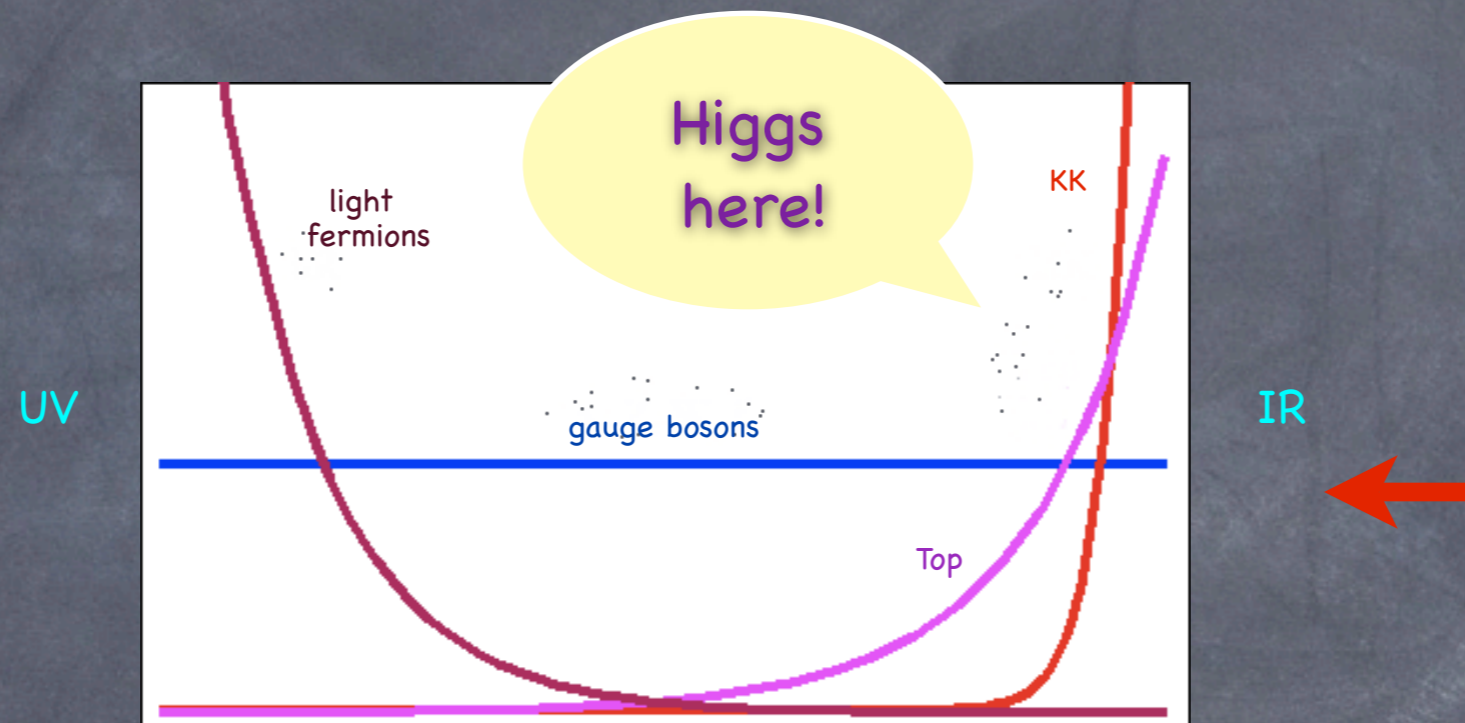 Higgs
here!
KK
light
fermions
UV
IR
gauge bosons
Top